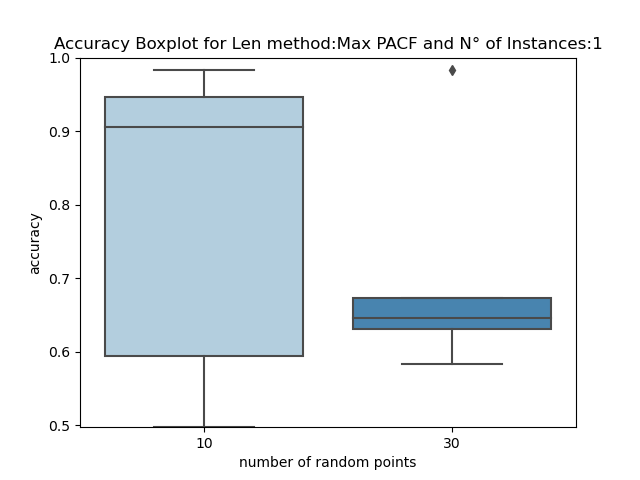 Accuracy Boxplot for Len method:Max PACF and N° of Instances:1
1.0
0.9
0.8
0.7
0.6
0.5
accuracy
10 30
number of random points